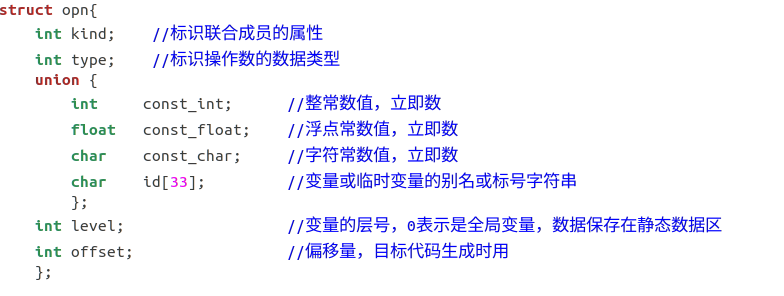 struct opn{
    int kind;    //标识联合成员的属性
    int type;    //标识操作数的数据类型
    union {
        int     const_int;      //整常数值，立即数
        float   const_float;    //浮点常数值，立即数
        char    const_char;     //字符常数值，立即数
        char    id[33];         //变量或临时变量的别名或标号字符串
        };
    int level;                  //变量的层号，0表示是全局变量，数据保存在静态数据区
    int offset;                 //偏移量，目标代码生成时用
    };